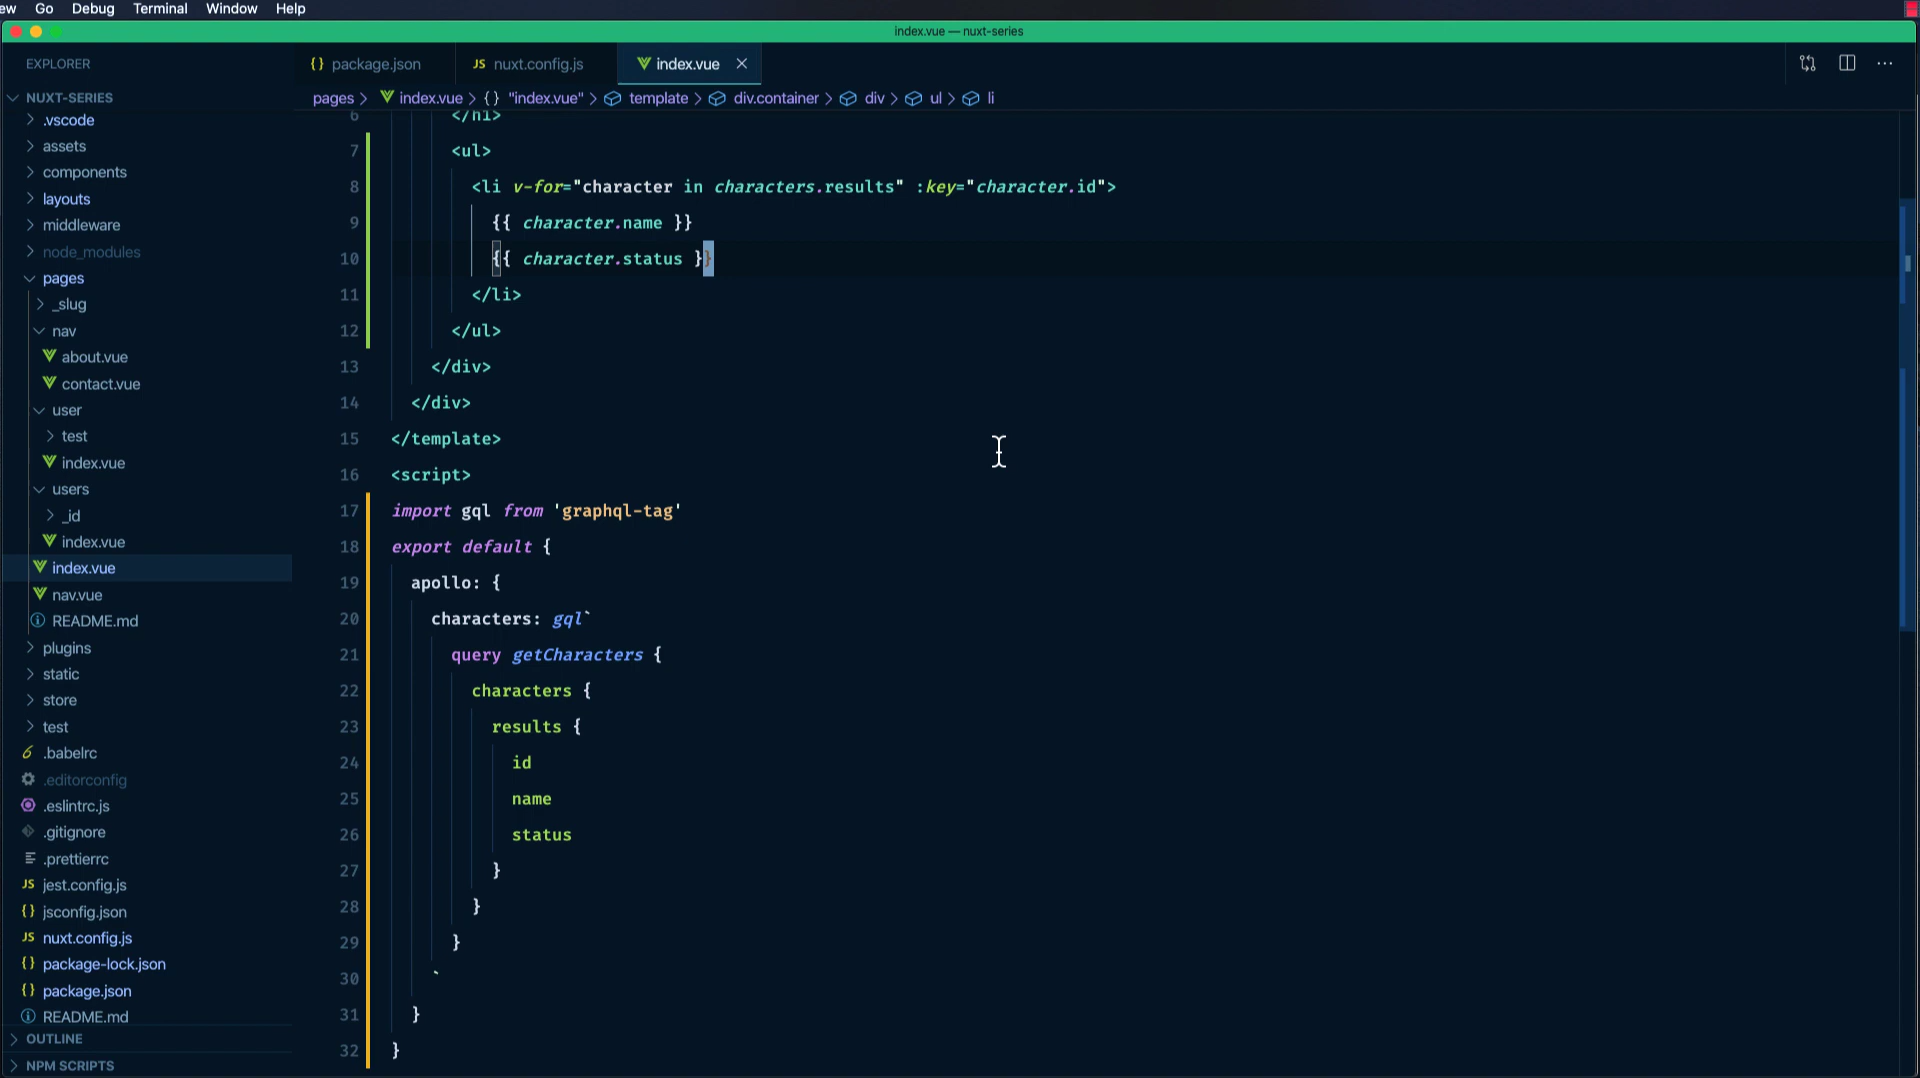 ew Go Debug Terminal Window Help
index.vue — nuxt-series
EXPLORER
{} package.json
JS nuxt.config.js
index.vue
NUXT-SERIES
pages > index.vue > {} "index.vue" > template > div.container > div > ul > li
.vscode
assets
components
layouts
middleware
node_modules
pages
_slug
nav
about.vue
contact.vue
user
test
index.vue
users
_id
index.vue
index.vue
nav.vue
README.md
plugins
static
store
test
.babelrc
.editorconfig
.eslintrc.js
.gitignore
.prettierrc
JS jest.config.js
{} jsconfig.json
JS nuxt.config.js
{} package-lock.json
{} package.json
README.md
OUTLINE
NPM SCRIPTS
6 </h1>
7 <ul>
8 <li v-for="character in characters.results" :key="character.id">
9 {{ character.name }}
10 {{ character.status }}
11 </li>
12 </ul>
13 </div>
14 </div>
15 </template>
16 <script>
17 import gql from 'graphql-tag'
18 export default {
19 apollo: {
20 characters: gql`
21 query getCharacters {
22 characters {
23 results {
24 id
25 name
26 status
27 }
28 }
29 }
30 `
31 }
32 }